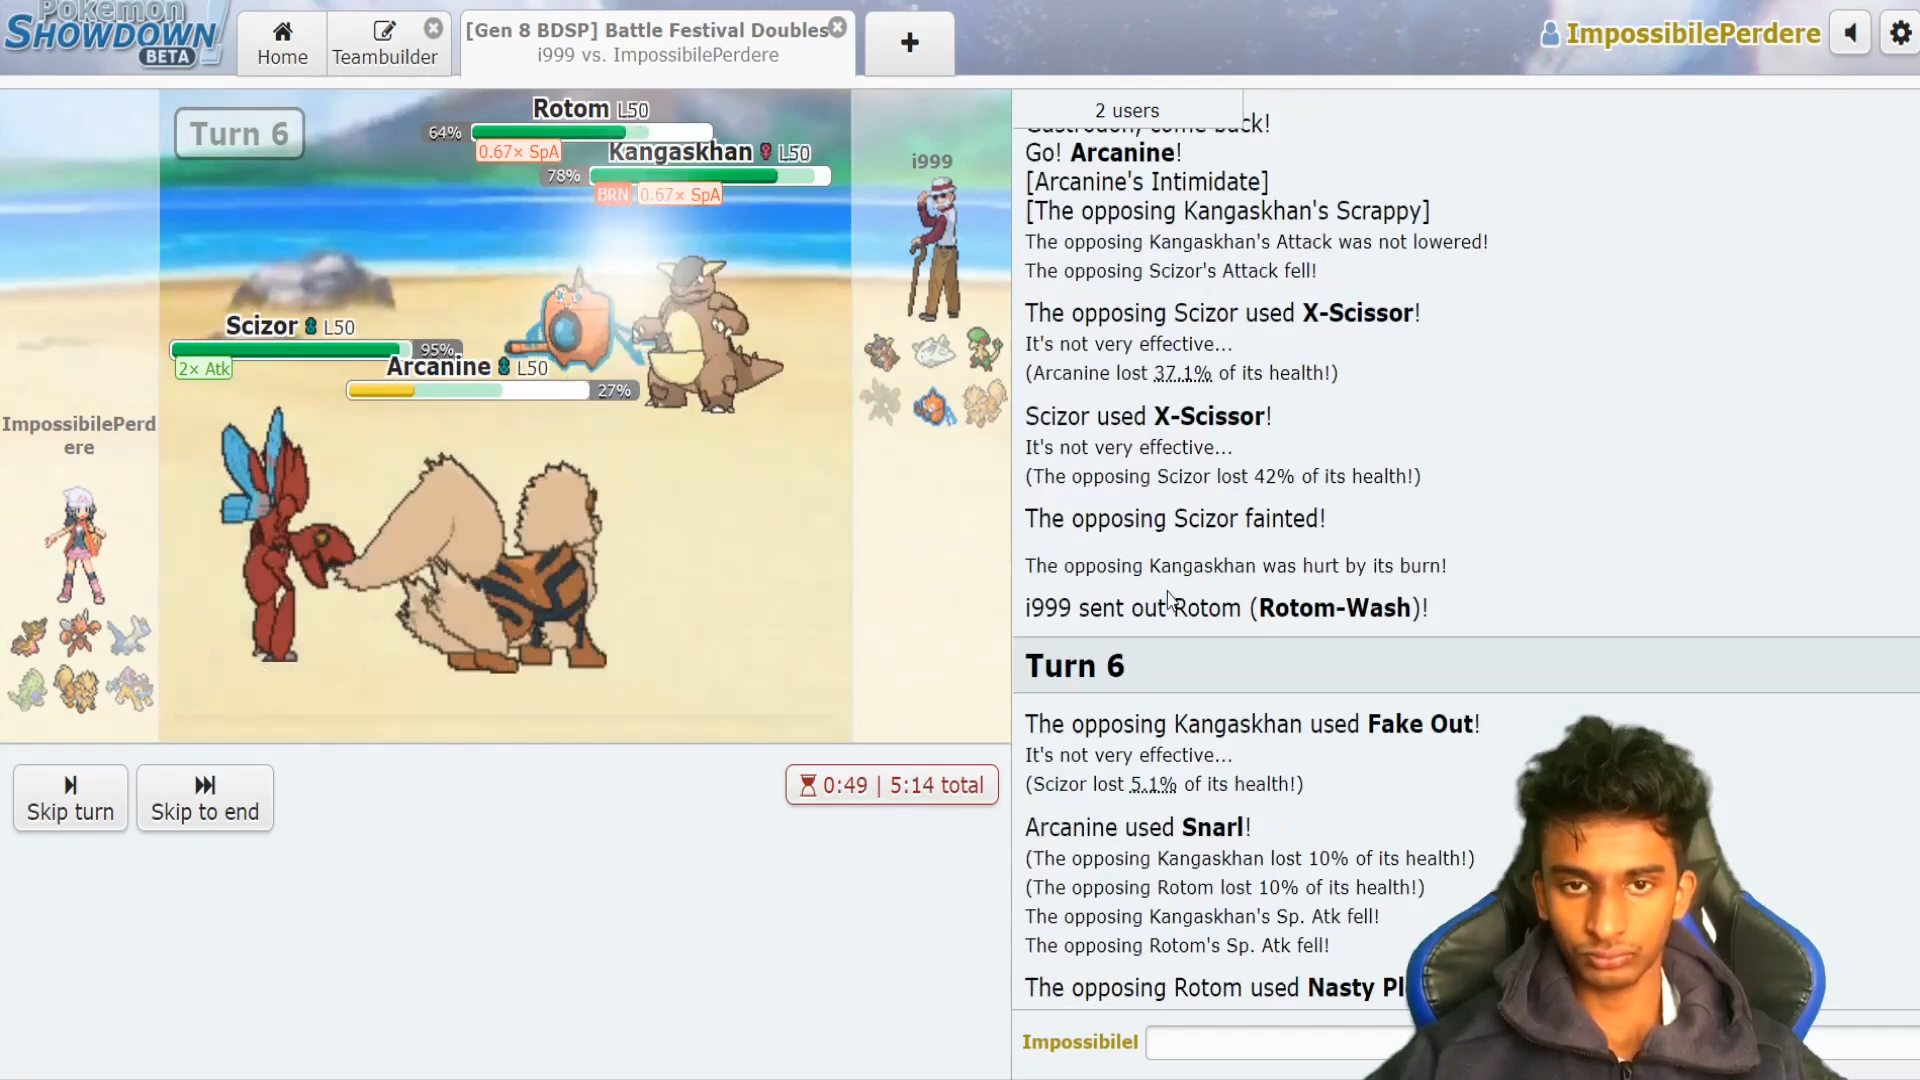 Pokémon
SHOWDOWN
BETA
Home
Teambuilder
[Gen 8 BDSP] Battle Festival Doubles
i999 vs. ImpossibilePerdere
+
ImpossibilePerdere
Turn 6
Rotom L50
64%
0.67× SpA
Kangaskhan L50
78%
BRN 0.67× SpA
Scizor L50
95%
2× Atk
Arcanine L50
27%
i999
ImpossibilePerd
ere
Skip turn
Skip to end
0:49 | 5:14 total
2 users
Gastrodon, come back!
Go! Arcanine!
[Arcanine's Intimidate]
[The opposing Kangaskhan's Scrappy]
The opposing Kangaskhan's Attack was not lowered!
The opposing Scizor's Attack fell!
The opposing Scizor used X-Scissor!
It's not very effective...
(Arcanine lost 37.1% of its health!)
Scizor used X-Scissor!
It's not very effective...
(The opposing Scizor lost 42% of its health!)
The opposing Scizor fainted!
The opposing Kangaskhan was hurt by its burn!
i999 sent out Rotom (Rotom-Wash)!
Turn 6
The opposing Kangaskhan used Fake Out!
It's not very effective...
(Scizor lost 5.1% of its health!)
Arcanine used Snarl!
(The opposing Kangaskhan lost 10% of its health!)
(The opposing Rotom lost 10% of its health!)
The opposing Kangaskhan's Sp. Atk fell!
The opposing Rotom's Sp. Atk fell!
The opposing Rotom used Nasty Pl
Impossibilel